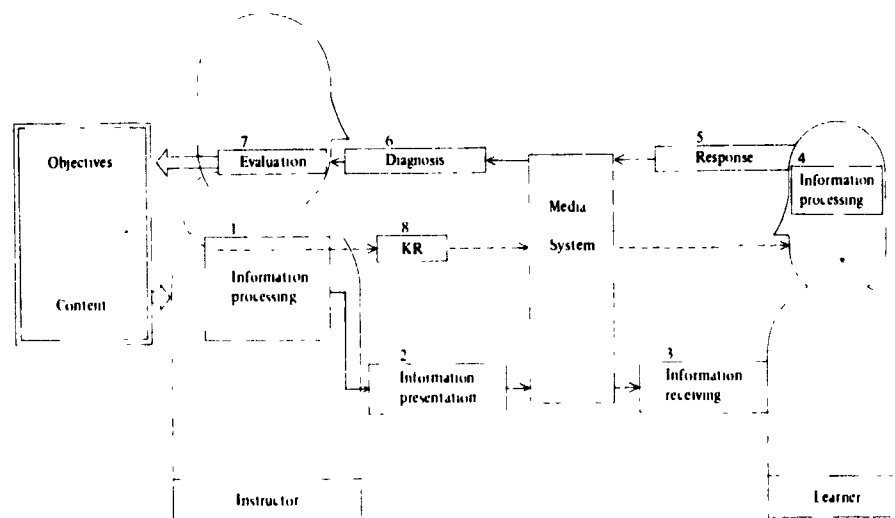 7
6
5
Objectives
Evaluation
Diagnosis
Response
4
Information
processing
Media
System
1
8
KR
Information
processing
Content
2
Information
presentation
3
Information
receiving
Instructor
Learner